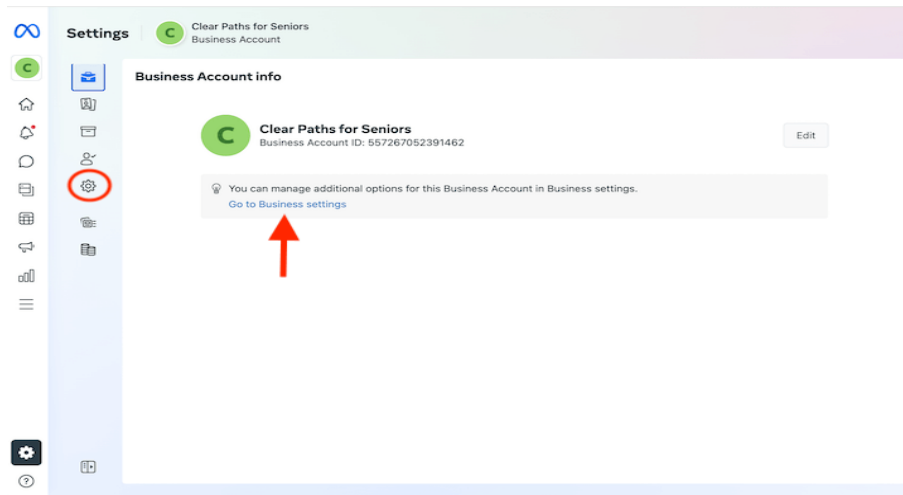 Settings
C
Clear Paths for Seniors
Business Account
C
Business Account info
C
Clear Paths for Seniors
Business Account ID: 557267052391462
Edit
You can manage additional options for this Business Account in Business settings.
Go to Business settings
?